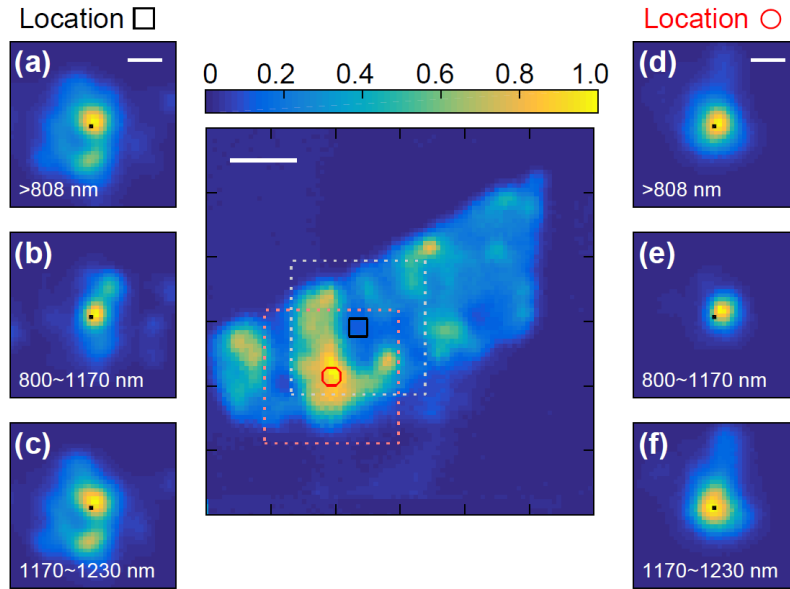 Location □
Location ○
(a)
>808 nm
(b)
800~1170 nm
(c)
1170~1230 nm
0 0.2 0.4 0.6 0.8 1.0
(d)
>808 nm
(e)
800~1170 nm
(f)
1170~1230 nm